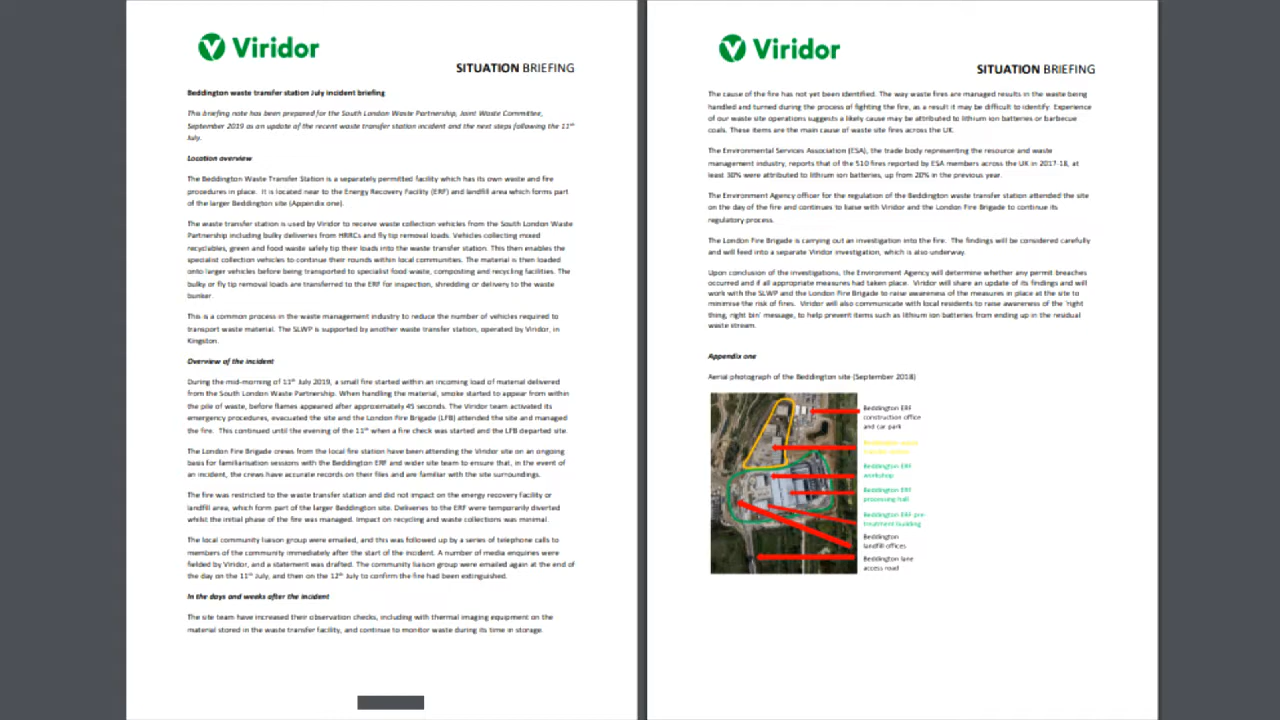 Viridor
SITUATION BRIEFING
Beddington waste transfer station July incident briefing
This briefing note has been prepared for the South London Waste Partnership, Joint Waste Committee,
September 2019 as an update of the recent waste transfer station incident and the next steps following the 11th
July.
Location overview
The Beddington Waste Transfer Station is a separately permitted facility which has its own waste and fire
procedures in place. It is located near to the Energy Recovery Facility (ERF) and landfill area which forms part
of the larger Beddington site (Appendix one).
The waste transfer station is used by Viridor to receive waste collection vehicles from the South London Waste
Partnership including bulky deliveries from HRRCs and fly tip removal loads. Vehicles collecting mixed
recyclables, green and food waste safely tip their loads into the waste transfer station. This then enables the
specialist collection vehicles to continue their rounds within local communities. The material is then loaded
onto larger vehicles before being transported to specialist food waste, composting and recycling facilities. The
bulky or fly tip removal loads are transferred to the ERF for inspection, shredding or delivery to the waste
bunker.
This is a common process in the waste management industry to reduce the number of vehicles required to
transport waste material. The SLWP is supported by another waste transfer station, operated by Viridor, in
Kingston.
Overview of the incident
During the mid-morning of 11th July 2019, a small fire started within an incoming load of material delivered
from the South London Waste Partnership. When handling the material, smoke started to appear from within
the pile of waste, before flames appeared after approximately 45 seconds. The Viridor team activated its
emergency procedures, evacuated the site and the London Fire Brigade (LFB) attended the site and managed
the fire. This continued until the evening of the 11th when a fire check was started and the LFB departed site.
The London Fire Brigade crews from the local fire station have been attending the Viridor site on an ongoing
basis for familiarisation sessions with the Beddington ERF and wider site team to ensure that, in the event of
an incident, the crews have accurate records on their files and are familiar with the site surroundings.
The fire was restricted to the waste transfer station and did not impact on the energy recovery facility or
landfill area, which form part of the larger Beddington site. Deliveries to the ERF were temporarily diverted
whilst the initial phase of the fire was managed. Impact on recycling and waste collections was minimal.
The local community liaison group were emailed, and this was followed up by a series of telephone calls to
members of the community immediately after the start of the incident. A number of media enquiries were
fielded by Viridor, and a statement was drafted. The community liaison group were emailed again at the end of
the day on the 11th July, and then on the 12th July to confirm the fire had been extinguished.
In the days and weeks after the incident
The site team have increased their observation checks, including with thermal imaging equipment on the
material stored in the waste transfer facility, and continue to monitor waste during its time in storage.
Viridor
SITUATION BRIEFING
The cause of the fire has not yet been identified. The way waste fires are managed results in the waste being
handled and turned during the process of fighting the fire, as a result it may be difficult to identify. Experience
of our waste site operations suggests a likely cause may be attributed to lithium ion batteries or barbecue
coals. These items are the main cause of waste site fires across the UK.
The Environmental Services Association (ESA), the trade body representing the resource and waste
management industry, reports that of the 510 fires reported by ESA members across the UK in 2017-18, at
least 30% were attributed to lithium ion batteries, up from 20% in the previous year.
The Environment Agency officer for the regulation of the Beddington waste transfer station attended the site
on the day of the fire and continues to liaise with Viridor and the London Fire Brigade to continue its
regulatory process.
The London Fire Brigade is carrying out an investigation into the fire. The findings will be considered carefully
and will feed into a separate Viridor investigation, which is also underway.
Upon conclusion of the investigations, the Environment Agency will determine whether any permit breaches
occurred and if all appropriate measures had taken place. Viridor will share an update of its findings and will
work with the SLWP and the London Fire Brigade to raise awareness of the measures in place at the site to
minimise the risk of fires. Viridor will also communicate with local residents to raise awareness of the 'right
thing, right bin' message, to help prevent items such as lithium ion batteries from ending up in the residual
waste stream.
Appendix one
Aerial photograph of the Beddington site (September 2018)
Beddington ERF
construction office
and car park
Beddington waste
transfer station
Beddington ERF
workshop
Beddington ERF
processing hall
Beddington ERF pre-
treatment building
Beddington
landfill offices
Beddington lane
access road